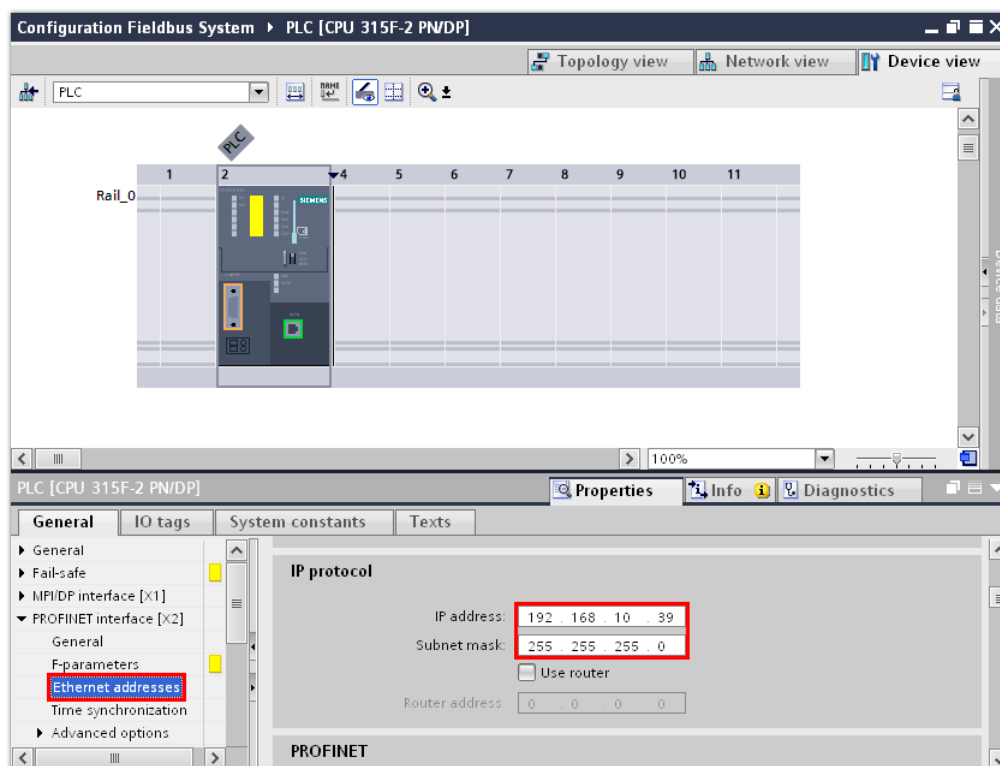 Configuration Fieldbus System ▸ PLC [CPU 315F-2 PN/DP]
Topology view Network view Device view
PLC
PLC
1 2 4 5 6 7 8 9 10 11
Rail_0
SIEMENS
100%
PLC [CPU 315F-2 PN/DP]
Properties Info Diagnostics
General IO tags System constants Texts
General
Fail-safe
MPI/DP interface [X1]
PROFINET interface [X2]
General
F-parameters
Ethernet addresses
Time synchronization
Advanced options
IP protocol
IP address: 192 . 168 . 10 . 39
Subnet mask: 255 . 255 . 255 . 0
Use router
Router address: 0 . 0 . 0 . 0
PROFINET